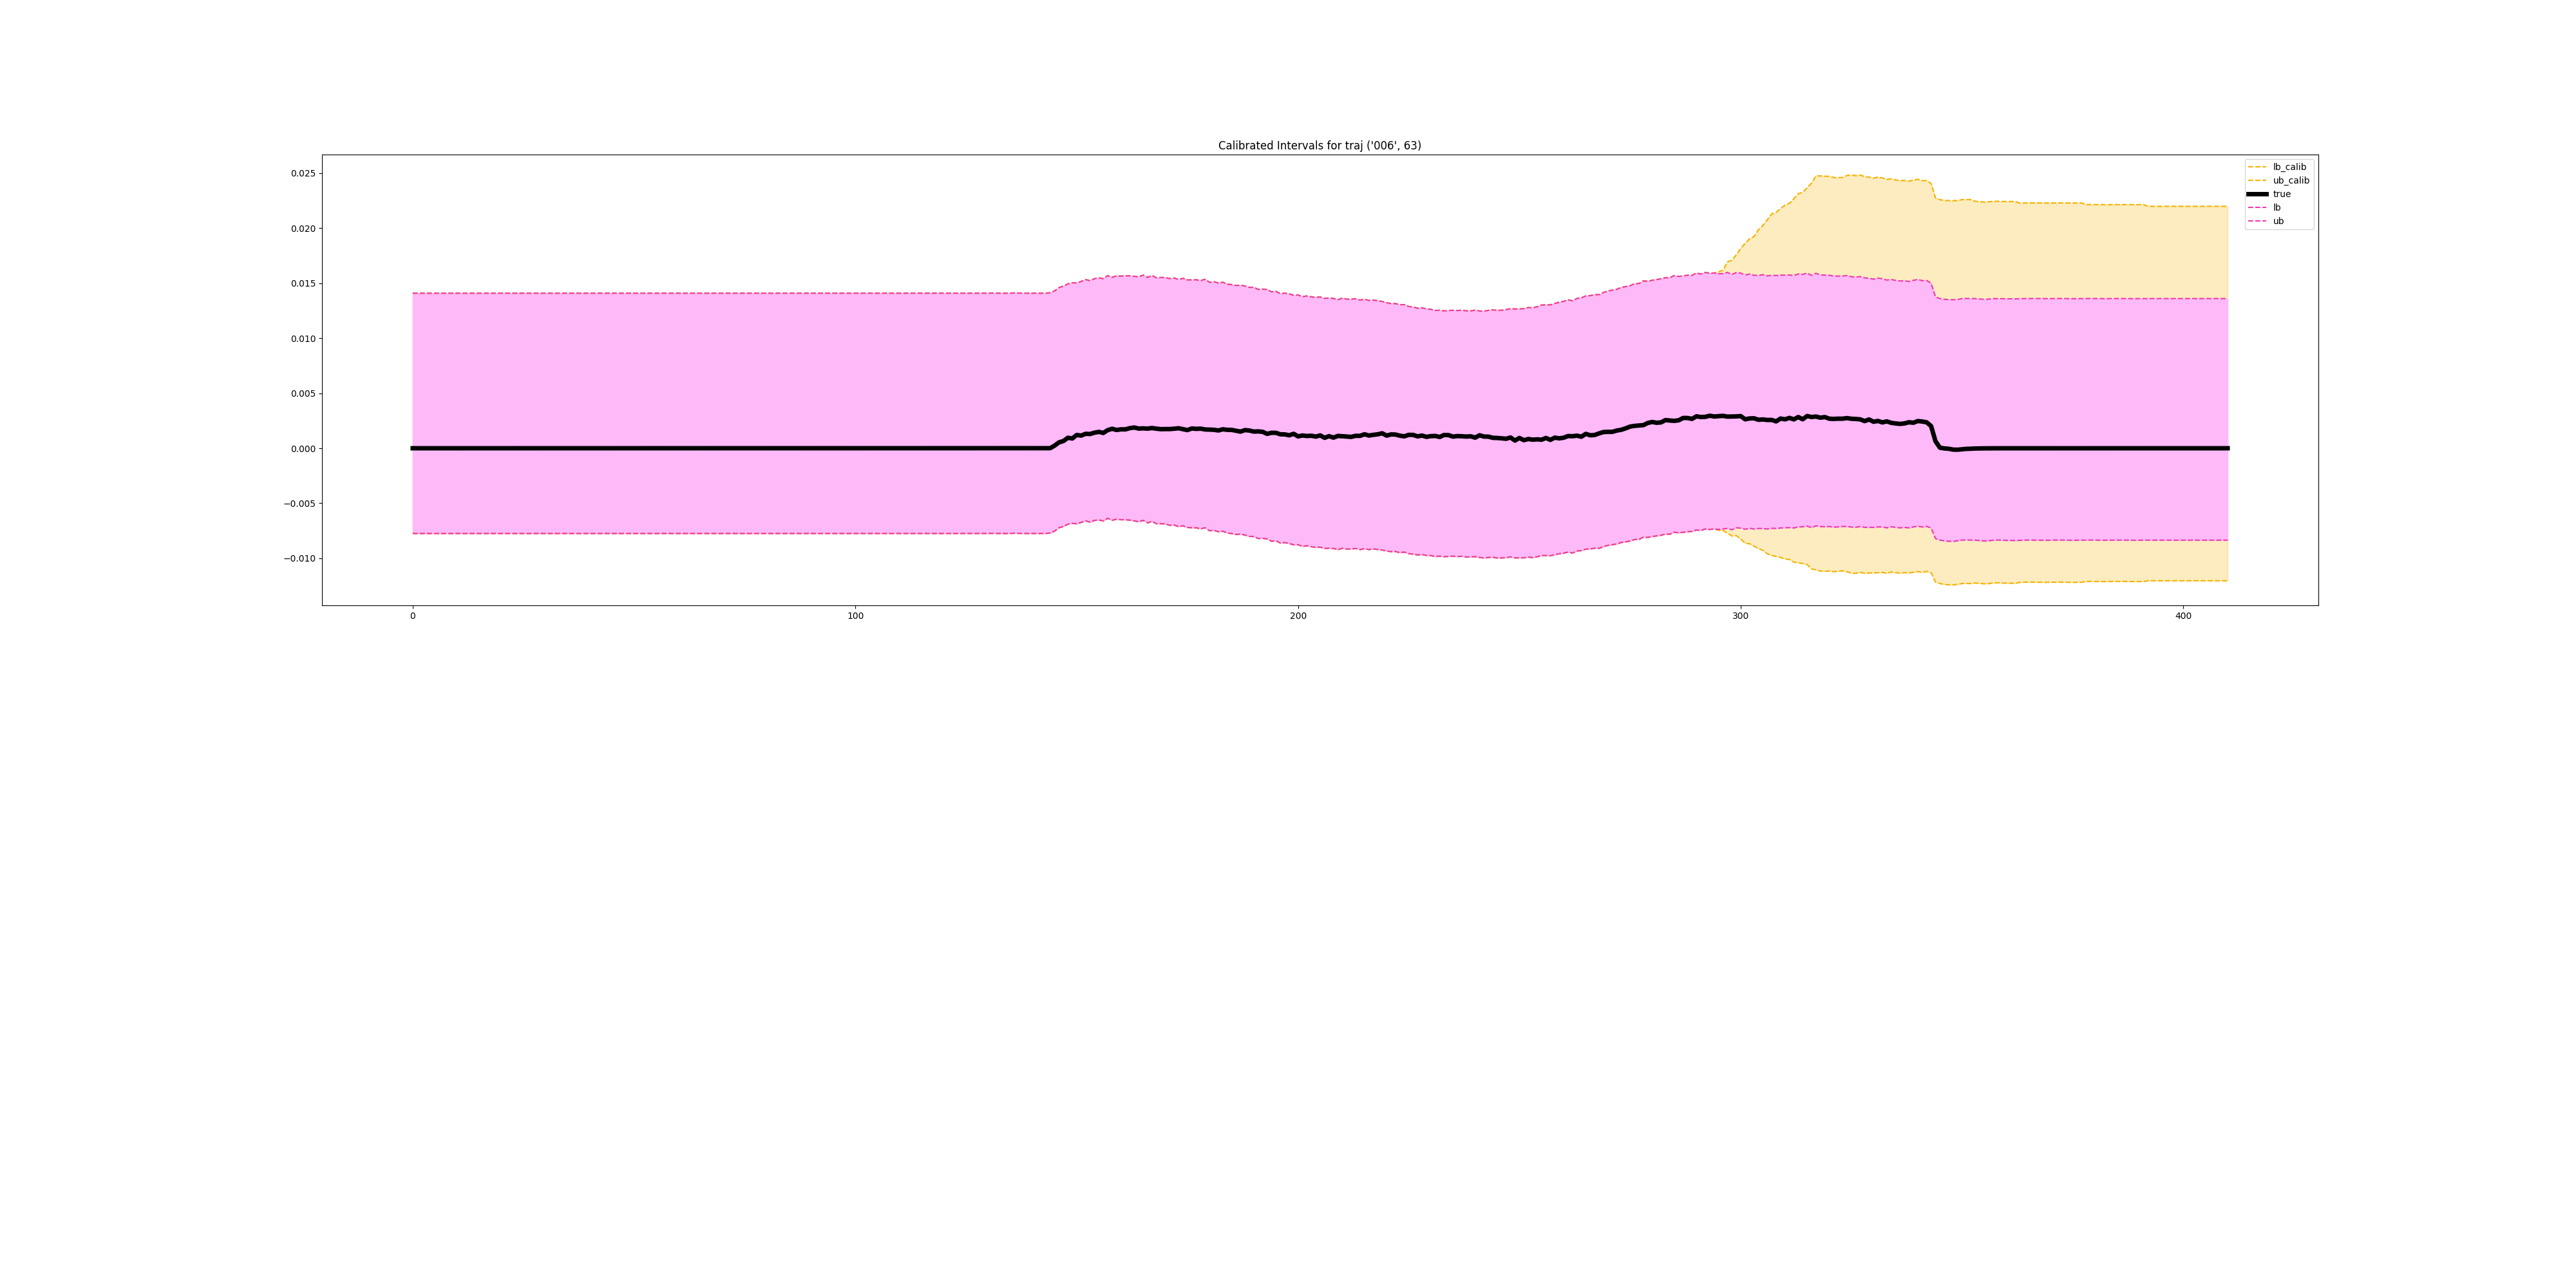 Calibrated Intervals for traj ('006', 63)
0.025
0.020
0.015
0.010
0.005
0.000
−0.005
−0.010
0
100
200
300
400
lb_calib
ub_calib
true
lb
ub